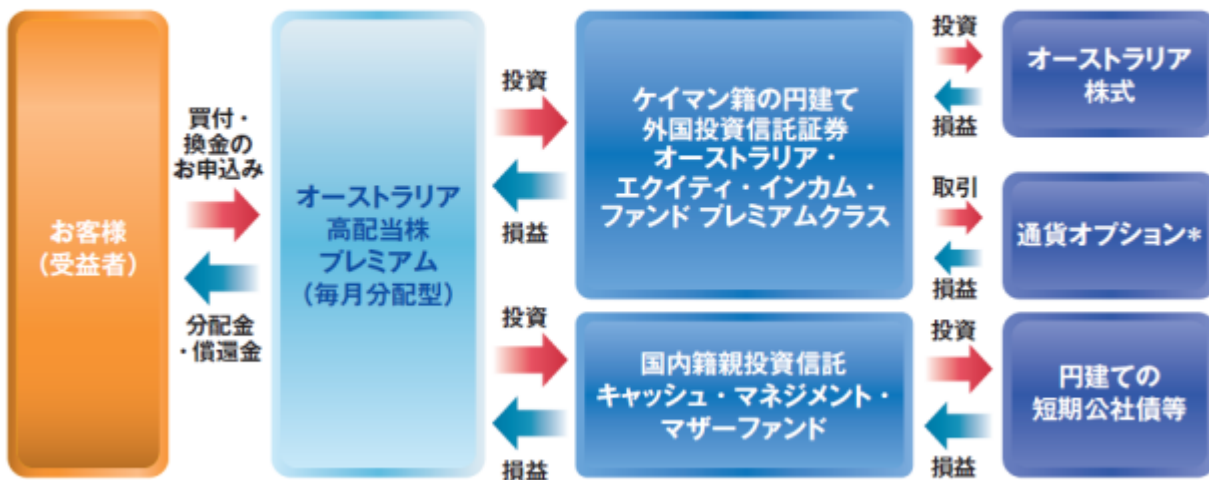 お客様
（受益者）
買付・
換金の
お申込み
分配金
・償還金
オーストラリア
高配当株
プレミアム
（毎月分配型）
投資
損益
投資
損益
ケイマン籍の円建て
外国投資信託証券
オーストラリア・
エクイティ・インカム・
ファンド プレミアムクラス
国内籍親投資信託
キャッシュ・マネジメント・
マザーファンド
投資
損益
取引
損益
投資
損益
オーストラリア
株式
通貨オプション＊
円建ての
短期公社債等